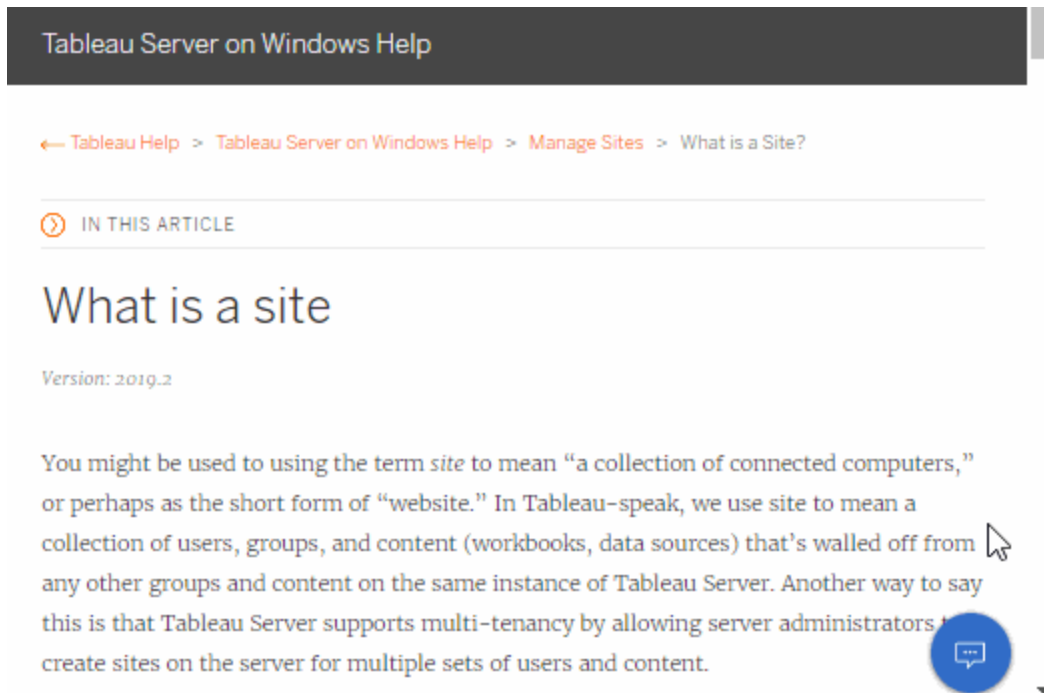 Tableau Server on Windows Help
← Tableau Help > Tableau Server on Windows Help > Manage Sites > What is a Site?
IN THIS ARTICLE
What is a site
Version: 2019.2
You might be used to using the term site to mean “a collection of connected computers,”
or perhaps as the short form of “website.” In Tableau-speak, we use site to mean a
collection of users, groups, and content (workbooks, data sources) that’s walled off from
any other groups and content on the same instance of Tableau Server. Another way to say
this is that Tableau Server supports multi-tenancy by allowing server administrators
create sites on the server for multiple sets of users and content.